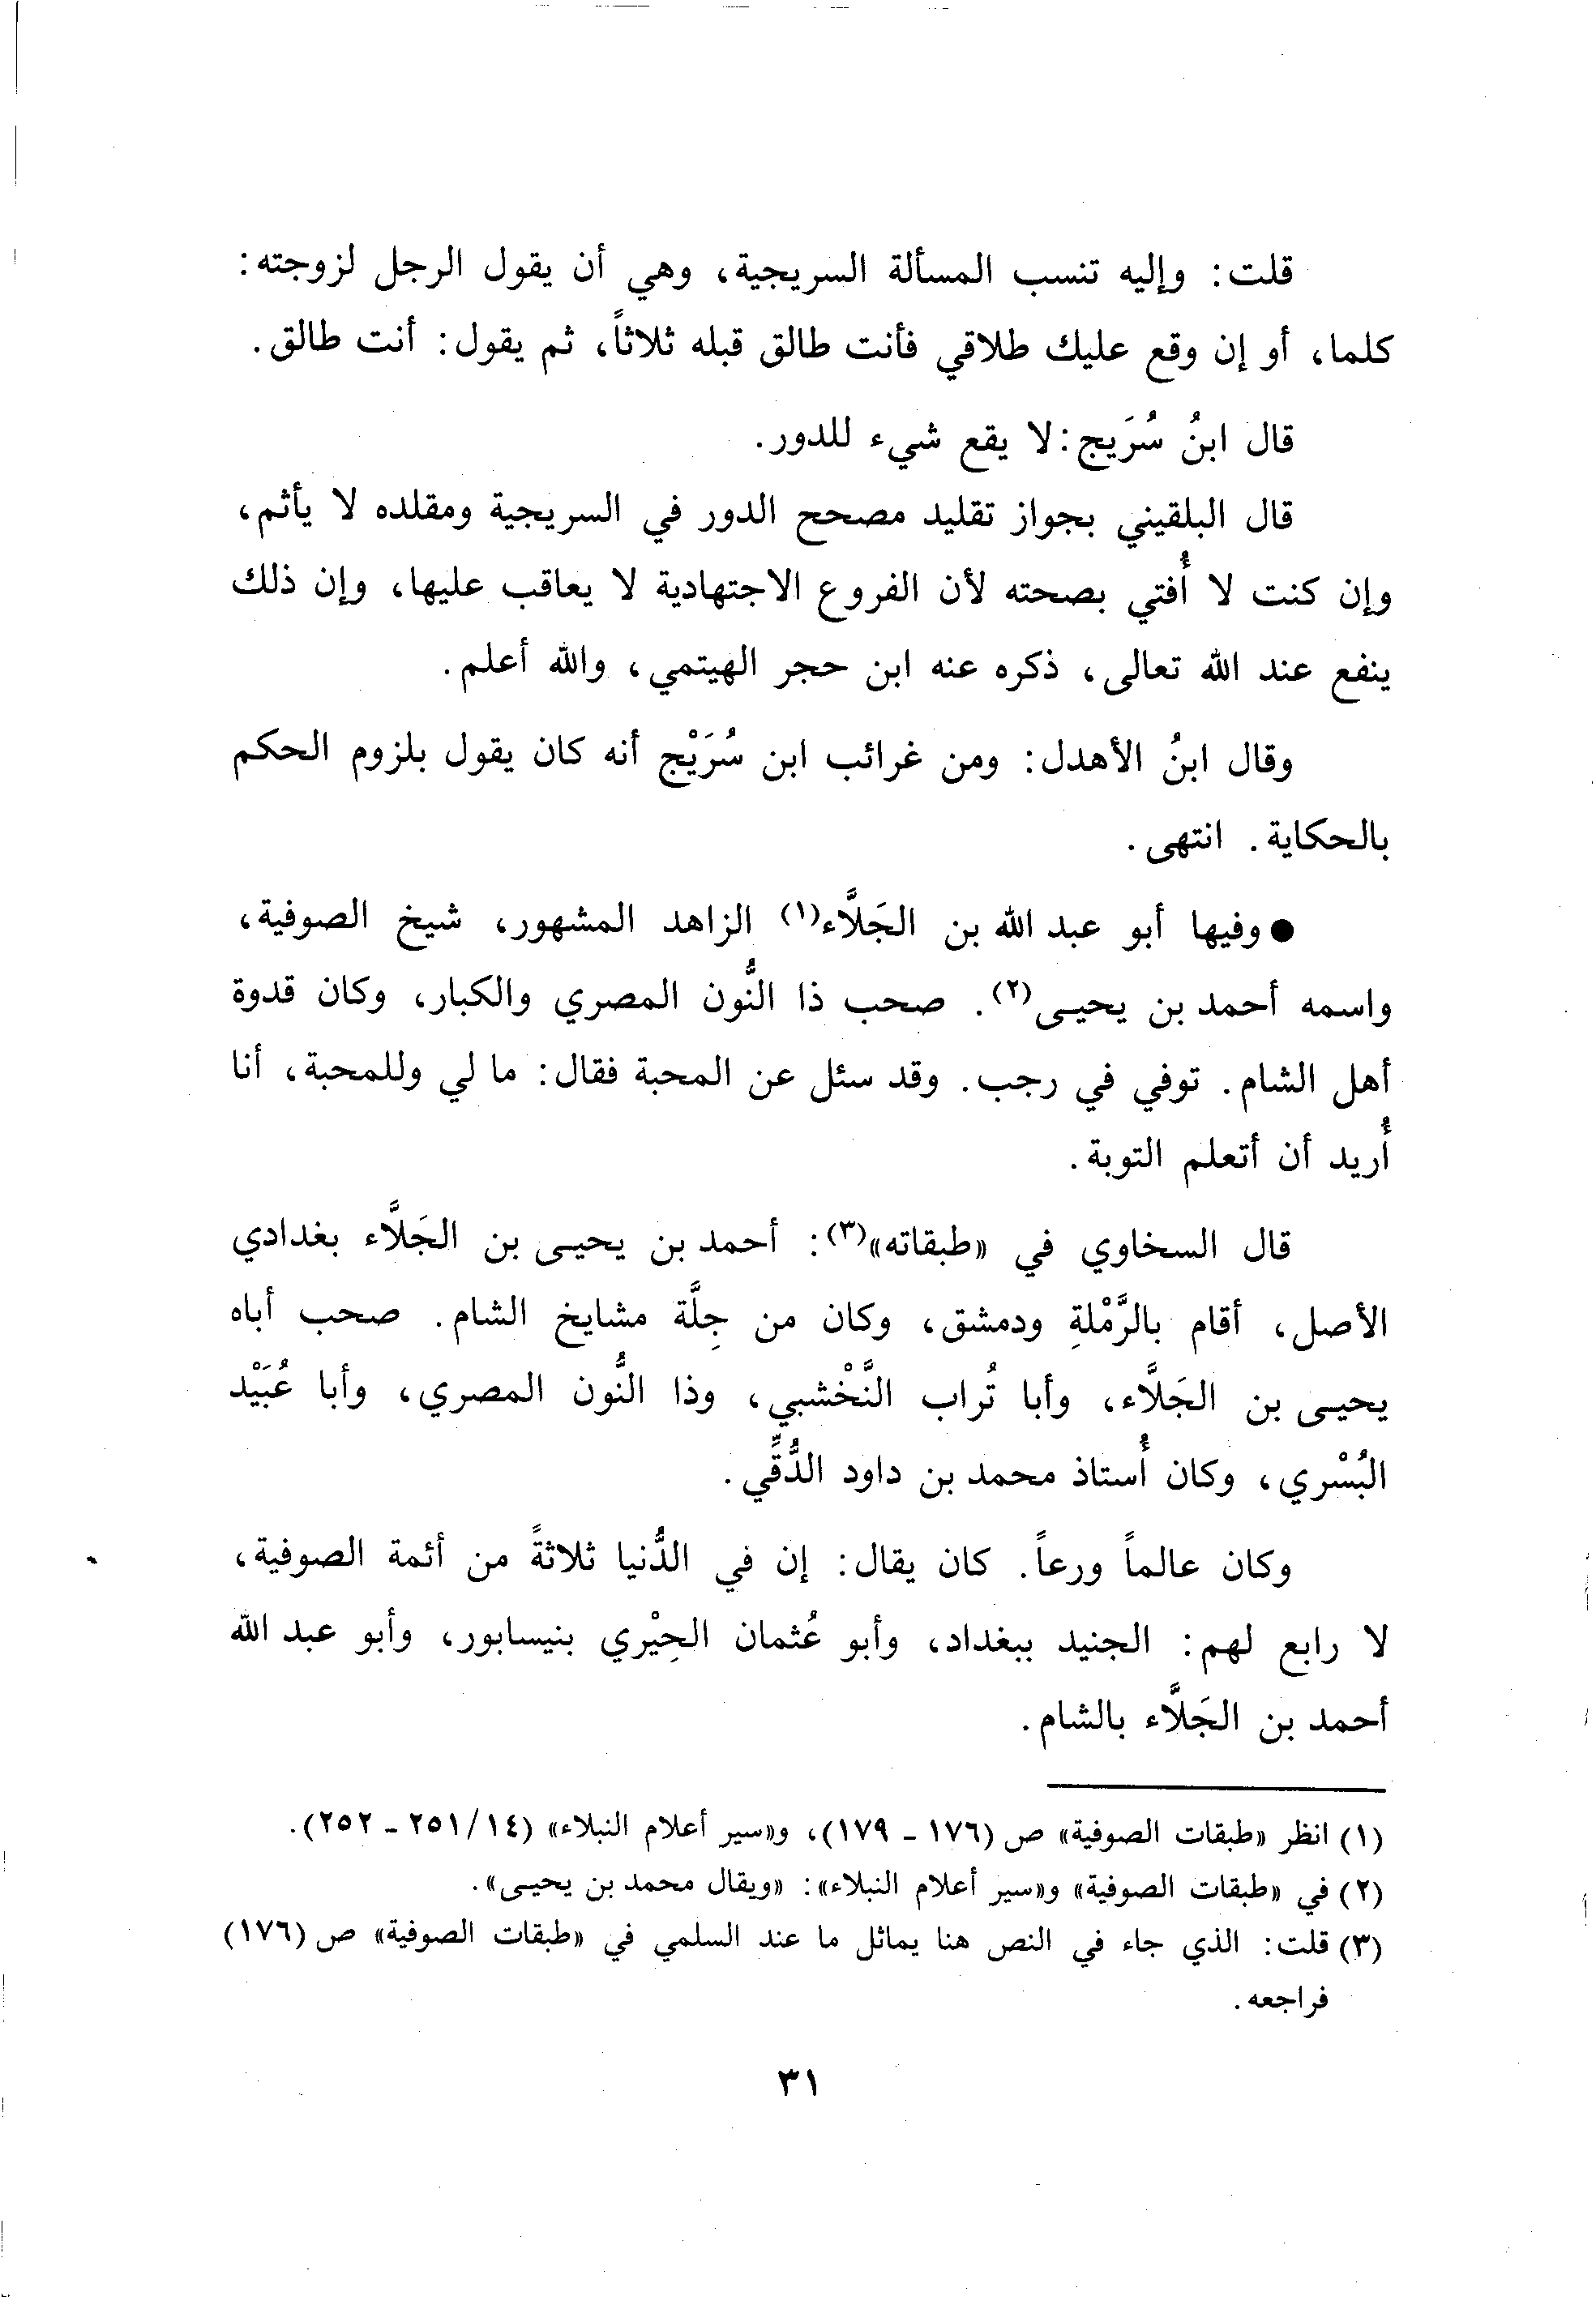 قلت: وإليه تنسب المسألة السريجية، وهي أن يقول الرجل لزوجته:
كلما، أو إن وقع عليك طلاقي فأنت طالق قبله ثلاثاً، ثم يقول: أنت طالق.
قال ابنُ سُرَيج: لا يقع شيء للدور.
قال البلقيني بجواز تقليد مصحح الدور في السريجية ومقلده لا يأثم،
وإن كنت لا أُفتي بصحته لأن الفروع الاجتهادية لا يعاقب عليها، وإن ذلك
ينفع عند الله تعالى، ذكره عنه ابن حجر الهيتمي، والله أعلم.
وقال ابنُ الأهدل: ومن غرائب ابن سُرَيْج أنه كان يقول بلزوم الحكم
بالحكاية. انتهى.
● وفيها أبو عبد الله بن الجَلاَّء(١) الزاهد المشهور، شيخ الصوفية،
واسمه أحمد بن يحيى(٢). صحب ذا النُّون المصري والكبار، وكان قدوة
أهل الشام. توفي في رجب. وقد سئل عن المحبة فقال: ما لي وللمحبة، أنا
أُريد أن أتعلم التوبة.
قال السخاوي في «طبقاته»(٣): أحمد بن يحيى بن الجَلاَّء بغدادي
الأصل، أقام بالرَّمْلةِ ودمشق، وكان من جِلَّة مشايخ الشام. صحب أباه
يحيى بن الجَلاَّء، وأبا تُراب النَّخْشبي، وذا النُّون المصري، وأبا عُبَيْد
البُسْري، وكان أُستاذ محمد بن داود الدُّقِّي.
وكان عالماً ورعاً. كان يقال: إن في الدُّنيا ثلاثةً من أئمة الصوفية،
لا رابع لهم: الجنيد ببغداد، وأبو عُثمان الحِيْري بنيسابور، وأبو عبد الله
أحمد بن الجَلاَّء بالشام.
(١) انظر «طبقات الصوفية» ص (١٧٦ - ١٧٩)، و«سير أعلام النبلاء» (١٤/ ٢٥١ - ٢٥٢).
(٢) في «طبقات الصوفية» و«سير أعلام النبلاء»: «ويقال محمد بن يحيى».
(٣) قلت: الذي جاء في النص هنا يماثل ما عند السلمي في «طبقات الصوفية» ص (١٧٦)
فراجعه.
٣١